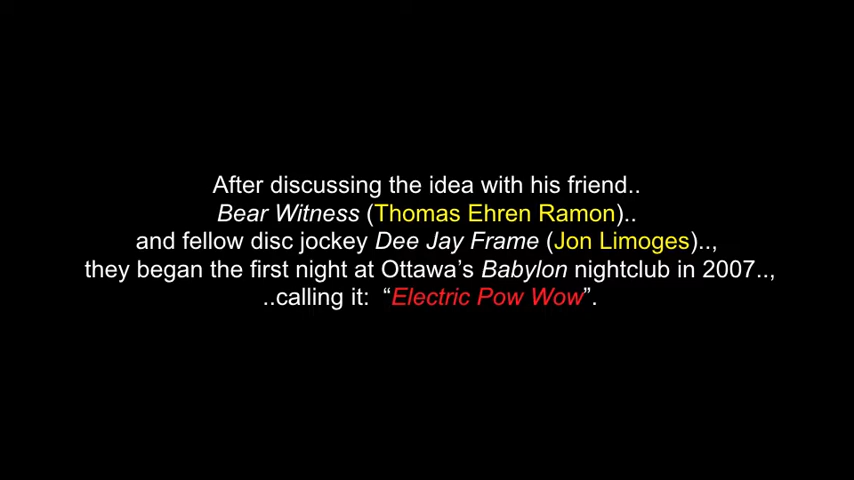 After discussing the idea with his friend..
Bear Witness (Thomas Ehren Ramon)..
and fellow disc jockey Dee Jay Frame (Jon Limoges)..,
they began the first night at Ottawa’s Babylon nightclub in 2007..,
..calling it:  “Electric Pow Wow”.